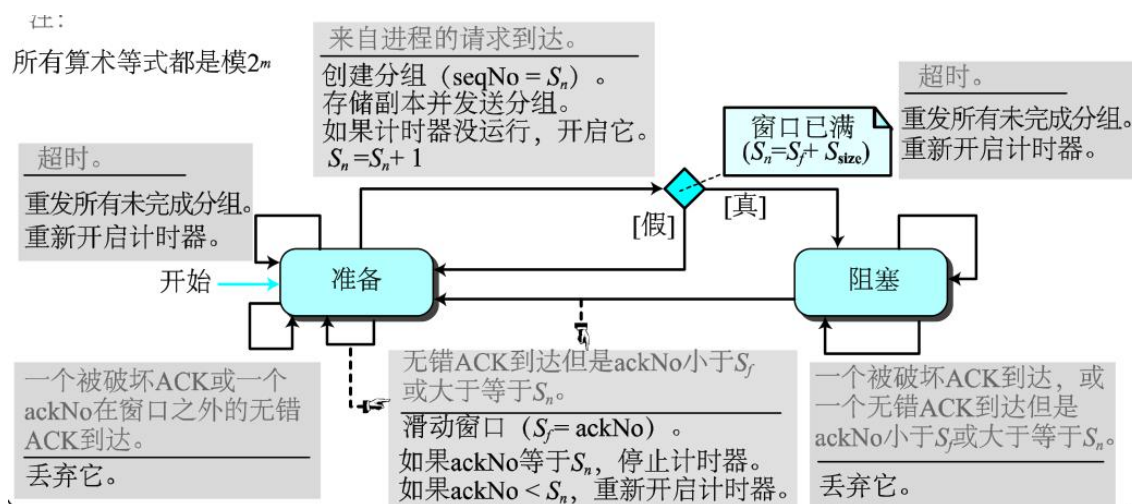 注：
所有算术等式都是模2m
来自进程的请求到达。
创建分组（seqNo = Sn）。
存储副本并发送分组。
如果计时器没运行，开启它。
Sn =Sn+ 1
窗口已满
(Sn=Sf+ Ssize)
超时。
重发所有未完成分组。
重新开启计时器。
超时。
重发所有未完成分组。
重新开启计时器。
[假]
[真]
开始
准备
阻塞
一个被破坏ACK或一个
ackNo在窗口之外的无错
ACK到达。
丢弃它。
无错ACK到达但是ackNo小于Sf
或大于等于Sn。
滑动窗口（Sf= ackNo）。
如果ackNo等于Sn，停止计时器。
如果ackNo < Sn，重新开启计时器。
一个被破坏ACK到达，或
一个无错ACK到达但是
ackNo小于Sf或大于等于Sn。
丢弃它。